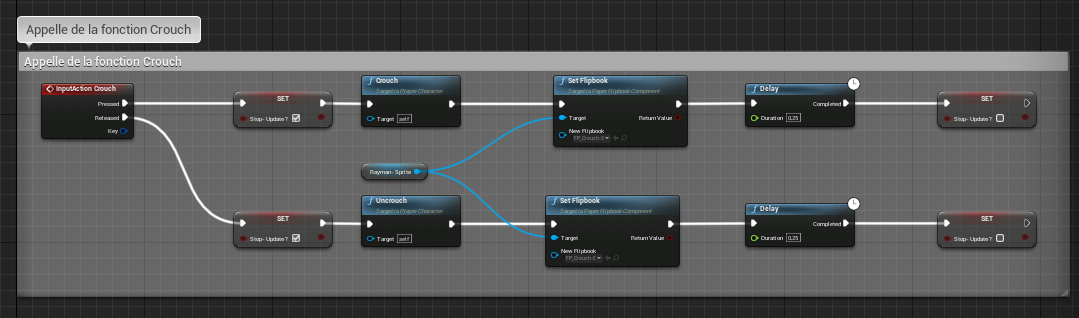 Appelle de la fonction Crouch
Appelle de la fonction Crouch
InputAction Crouch
Pressed
Released
Key
SET
Stop- Update ?
f Crouch
Target is Player Character
Target self
f Set Flipbook
Target is Paper Flipbook Component
Target
Return Value
New Flipbook
FP_Crouch-S
f Delay
Completed
Duration 0,25
SET
Stop- Update ?
Rayman- Sprite
SET
Stop- Update ?
f Uncrouch
Target is Player Character
Target self
f Set Flipbook
Target is Paper Flipbook Component
Target
Return Value
New Flipbook
FP_Crouch-E
f Delay
Completed
Duration 0,25
SET
Stop- Update ?